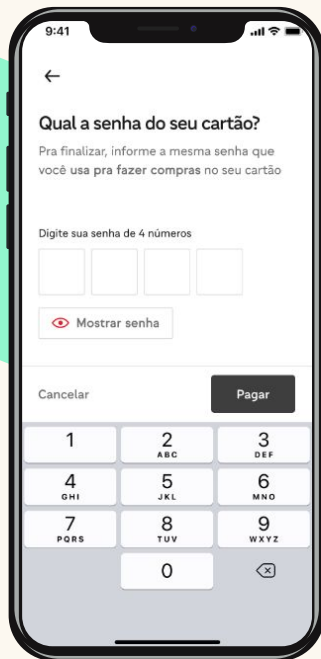 9:41
Qual a senha do seu cartão?
Pra finalizar, informe a mesma senha que
você usa pra fazer compras no seu cartão
Digite sua senha de 4 números
Mostrar senha
Cancelar
Pagar
1
2
3
ABC
DEF
4
5
6
GHI
JKL
MNO
7
8
9
PQRS
TUV
WXYZ
0